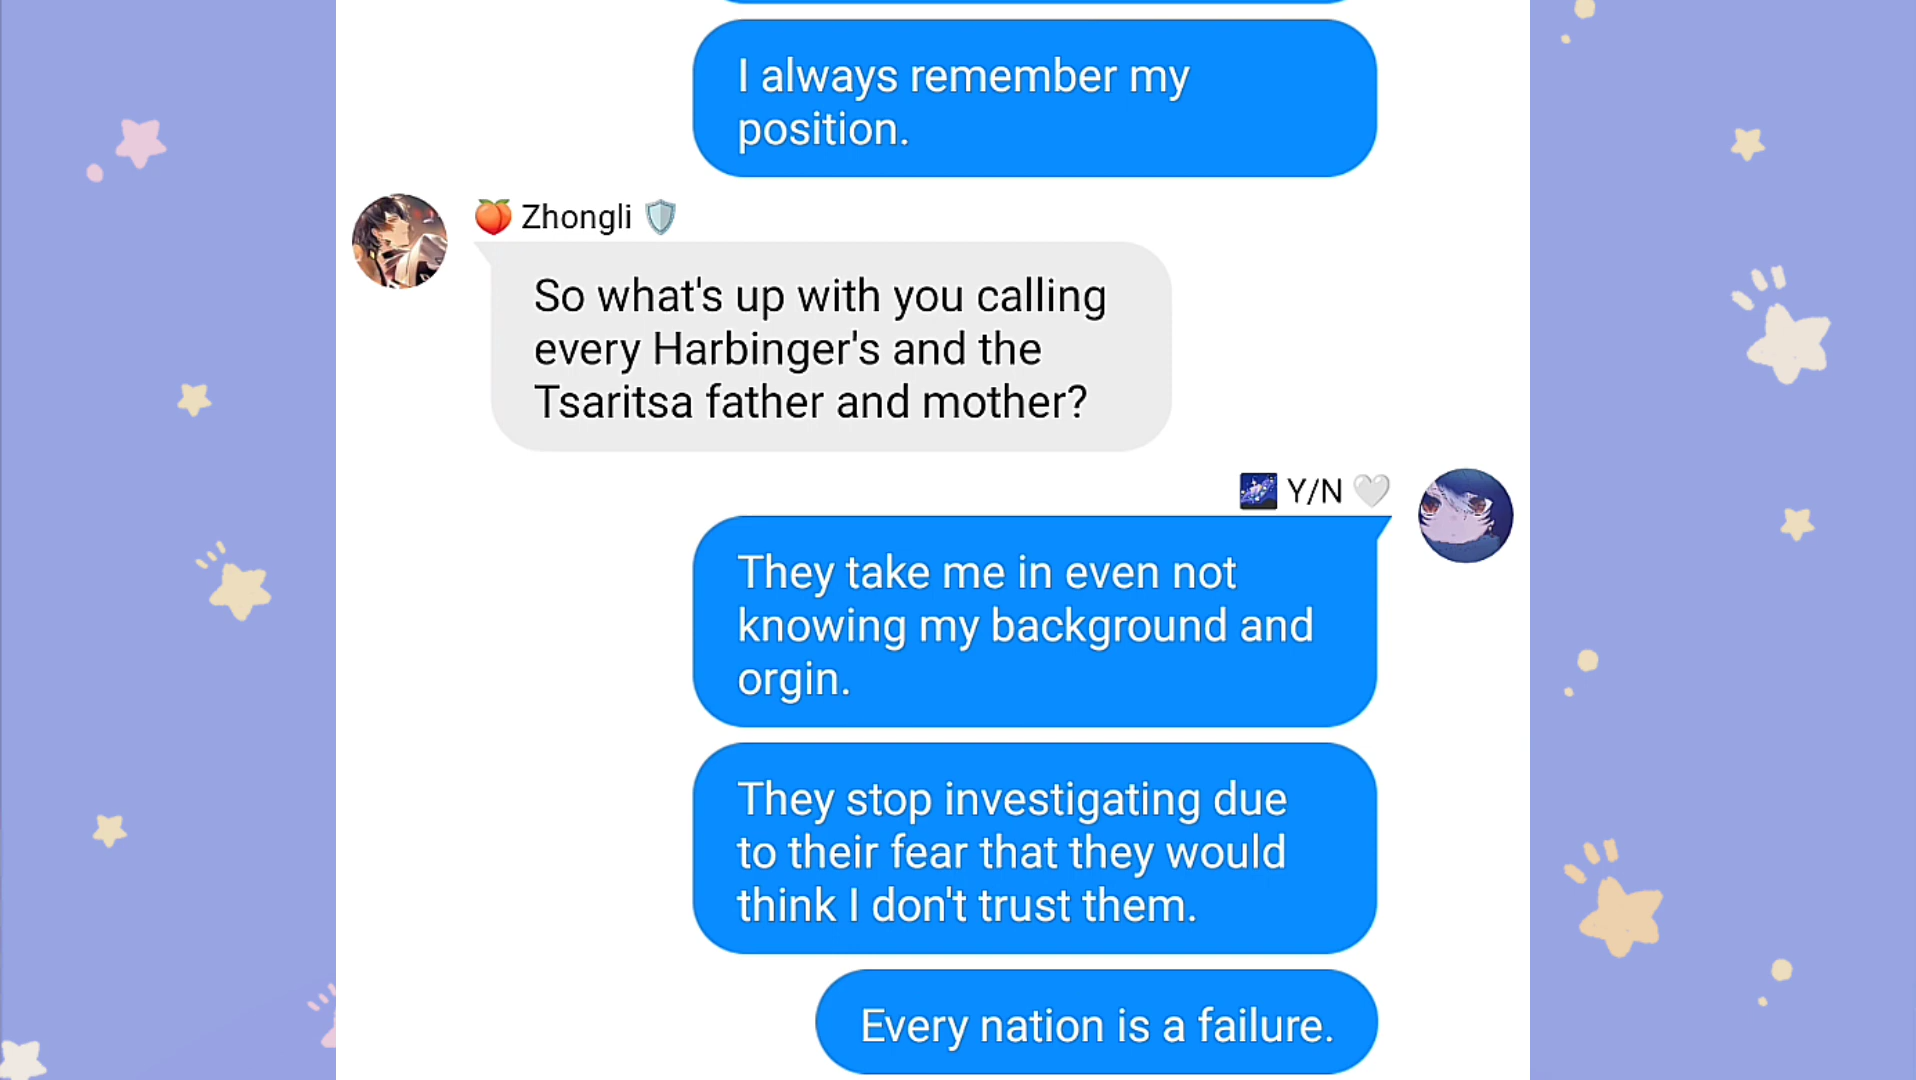 I always remember my
position.
🍑 Zhongli 🛡️
So what's up with you calling
every Harbinger's and the
Tsaritsa father and mother?
🌌 Y/N 🤍
They take me in even not
knowing my background and
orgin.
They stop investigating due
to their fear that they would
think I don't trust them.
Every nation is a failure.